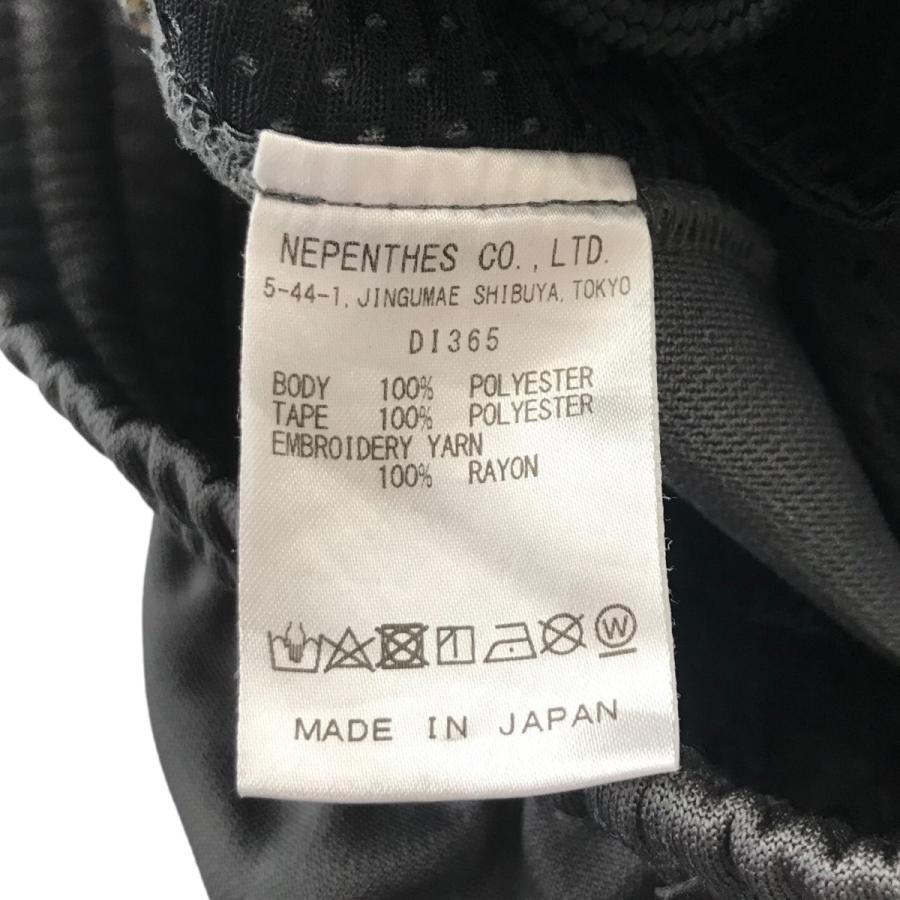 NEPENTHES CO., LTD.
5-44-1, JINGUMAE SHIBUYA, TOKYO
DI365
BODY 100% POLYESTER
TAPE 100% POLYESTER
EMBROIDERY YARN
100% RAYON
W
MADE IN JAPAN